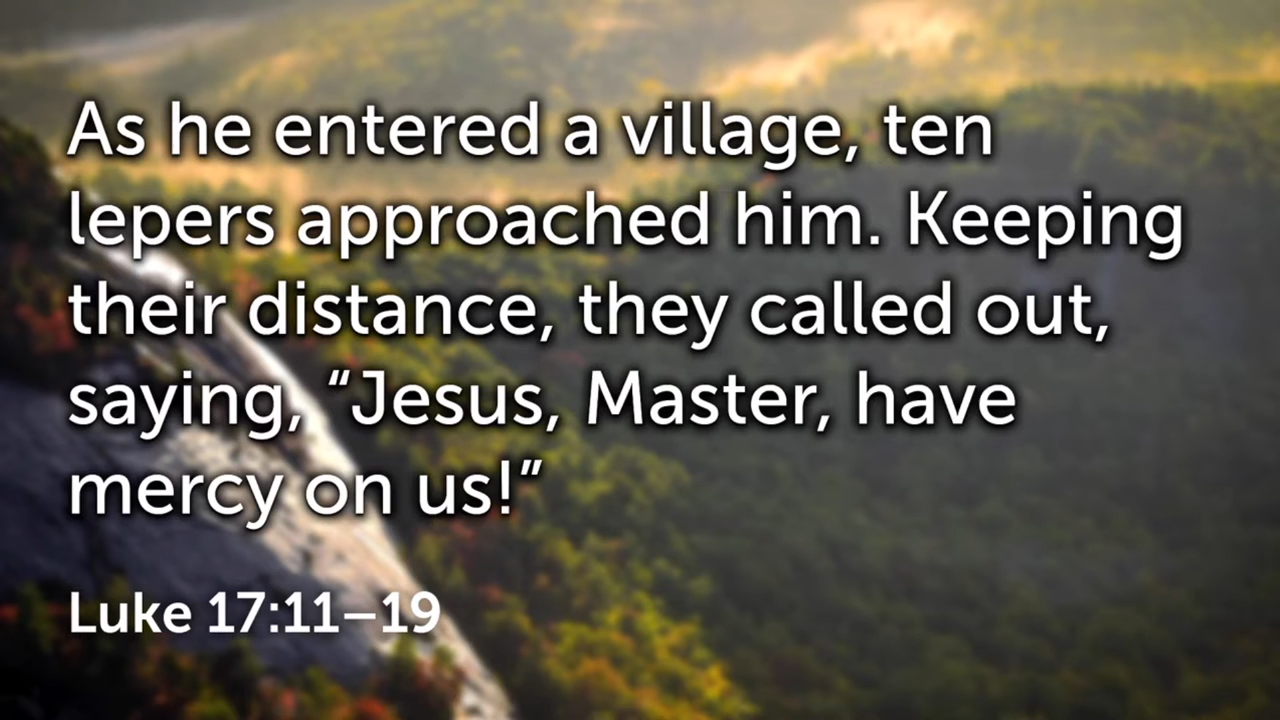 As he entered a village, ten
lepers approached him. Keeping
their distance, they called out,
saying, “Jesus, Master, have
mercy on us!”
Luke 17:11–19